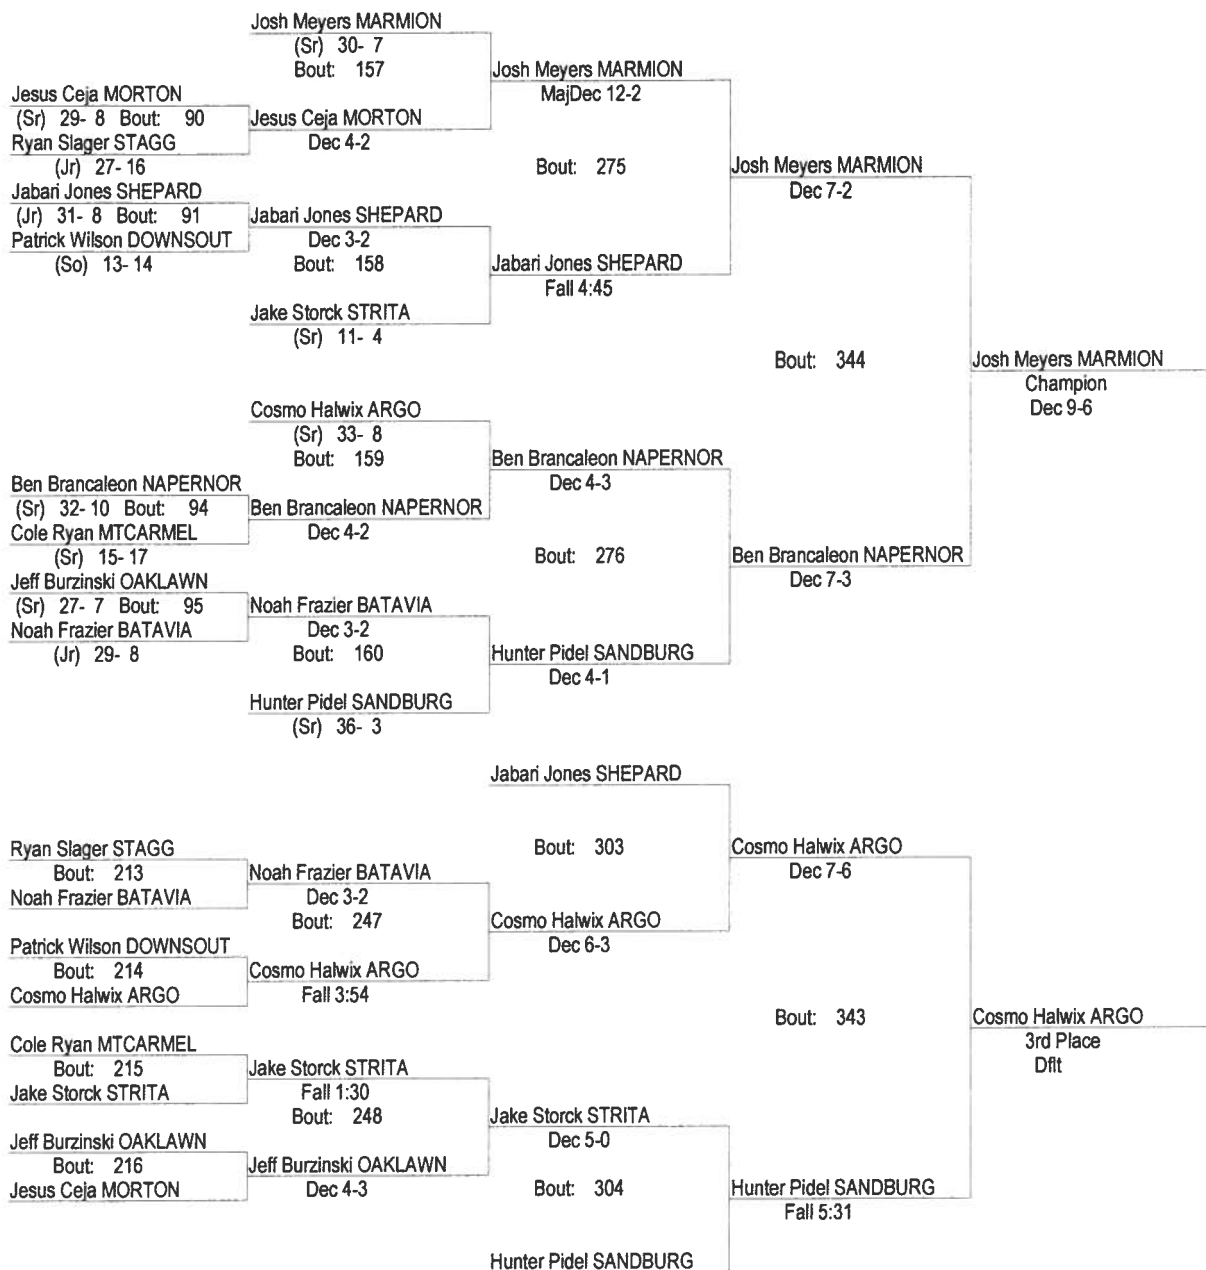 Josh Meyers MARMION
(Sr) 30- 7
Bout: 157
Josh Meyers MARMION
MajDec 12-2
Jesus Ceja MORTON
(Sr) 29- 8 Bout: 90
Jesus Ceja MORTON
Dec 4-2
Ryan Slager STAGG
(Jr) 27- 16
Bout: 275
Josh Meyers MARMION
Dec 7-2
Jabari Jones SHEPARD
(Jr) 31- 8 Bout: 91
Jabari Jones SHEPARD
Dec 3-2
Bout: 158
Patrick Wilson DOWNSOUT
(So) 13- 14
Jabari Jones SHEPARD
Fall 4:45
Jake Storck STRITA
(Sr) 11- 4
Bout: 344
Josh Meyers MARMION
Champion
Dec 9-6
Cosmo Halwix ARGO
(Sr) 33- 8
Bout: 159
Ben Brancaleon NAPERNOR
Dec 4-3
Ben Brancaleon NAPERNOR
(Sr) 32- 10 Bout: 94
Ben Brancaleon NAPERNOR
Dec 4-2
Cole Ryan MTCARMEL
(Sr) 15- 17
Bout: 276
Ben Brancaleon NAPERNOR
Dec 7-3
Jeff Burzinski OAKLAWN
(Sr) 27- 7 Bout: 95
Noah Frazier BATAVIA
Dec 3-2
Bout: 160
Noah Frazier BATAVIA
(Jr) 29- 8
Hunter Pidel SANDBURG
Dec 4-1
Hunter Pidel SANDBURG
(Sr) 36- 3
Jabari Jones SHEPARD
Bout: 303
Cosmo Halwix ARGO
Dec 7-6
Ryan Slager STAGG
Bout: 213
Noah Frazier BATAVIA
Noah Frazier BATAVIA
Dec 3-2
Bout: 247
Cosmo Halwix ARGO
Dec 6-3
Patrick Wilson DOWNSOUT
Bout: 214
Cosmo Halwix ARGO
Cosmo Halwix ARGO
Fall 3:54
Bout: 343
Cosmo Halwix ARGO
3rd Place
Dflt
Cole Ryan MTCARMEL
Bout: 215
Jake Storck STRITA
Jake Storck STRITA
Fall 1:30
Bout: 248
Jake Storck STRITA
Dec 5-0
Jeff Burzinski OAKLAWN
Bout: 216
Jesus Ceja MORTON
Jeff Burzinski OAKLAWN
Dec 4-3
Bout: 304
Hunter Pidel SANDBURG
Fall 5:31
Hunter Pidel SANDBURG